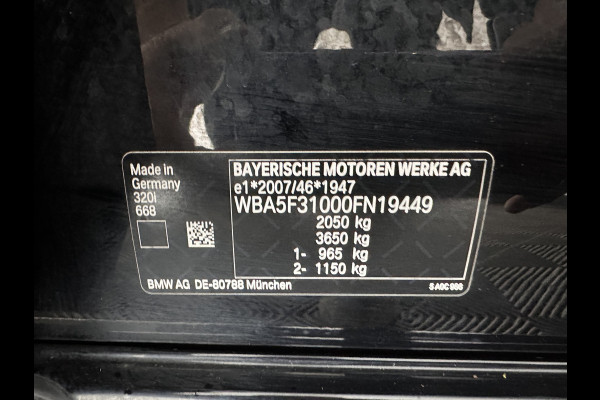 Made in
Germany
320i
668
BAYERISCHE MOTOREN WERKE AG
e1*2007/46*1947
WBA5F31000FN19449
2050 kg
3650 kg
1- 965 kg
2- 1150 kg
BMW AG DE-80788 München